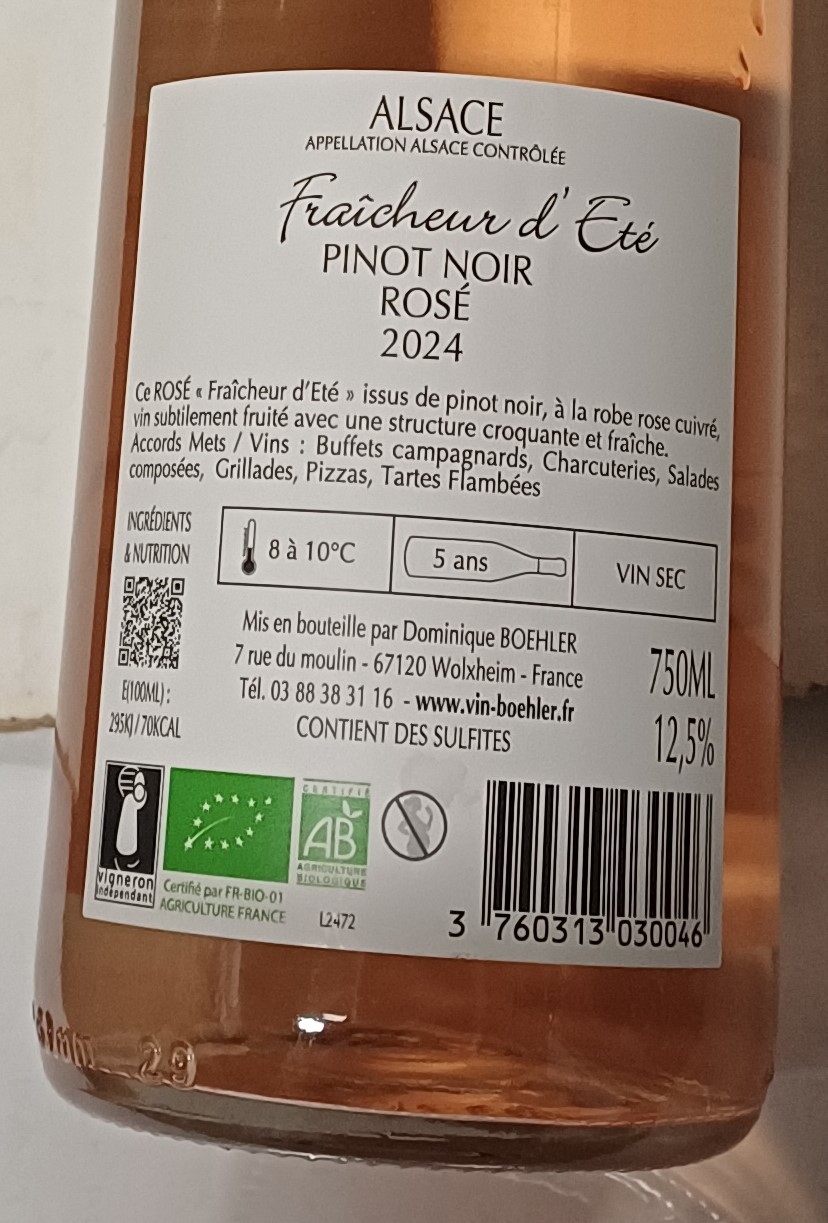 ALSACE
APPELLATION ALSACE CONTRÔLÉE
Fraîcheur d'Eté
PINOT NOIR
ROSÉ
2024
Ce ROSÉ « Fraîcheur d'Eté » issus de pinot noir, à la robe rose cuivré,
vin subtilement fruité avec une structure croquante et fraîche.
Accords Mets / Vins : Buffets campagnards, Charcuteries, Salades
composées, Grillades, Pizzas, Tartes Flambées
INGRÉDIENTS
& NUTRITION
8 à 10°C
5 ans
VIN SEC
Mis en bouteille par Dominique BOEHLER
7 rue du moulin - 67120 Wolxheim - France
Tél. 03 88 38 31 16 - www.vin-boehler.fr
CONTIENT DES SULFITES
750ML
12,5%
E(100ML) :
295KJ/70KCAL
vigneron
indépendant
Certifié par FR-BIO-01
AGRICULTURE FRANCE
CERTIFIÉ
AB
AGRICULTURE
BIOLOGIQUE
L2472
3 760313 030046
29